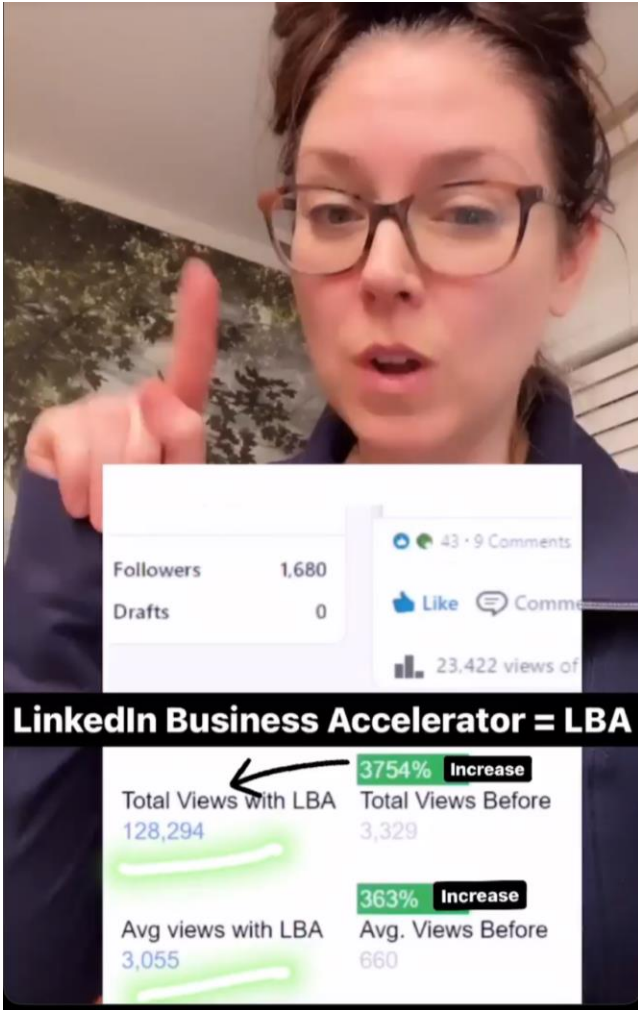 Followers 1,680
Drafts 0
43 · 9 Comments
Like Comme
23,422 views of
LinkedIn Business Accelerator = LBA
3754% Increase
Total Views with LBA Total Views Before
128,294 3,329
363% Increase
Avg views with LBA Avg. Views Before
3,055 660